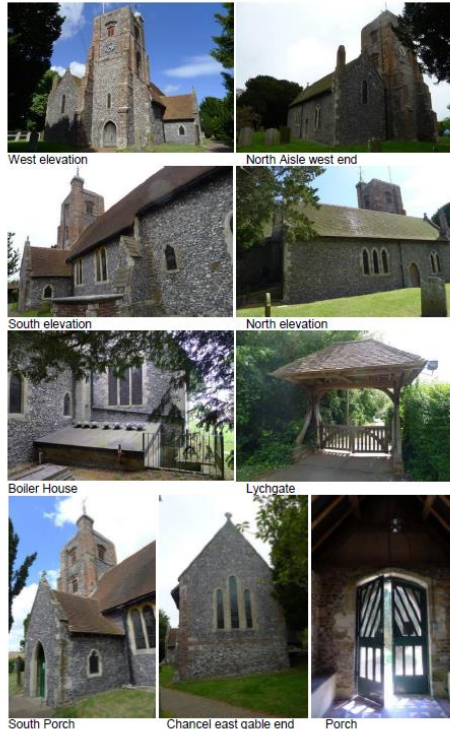 West elevation
North Aisle west end
South elevation
North elevation
Boiler House
Lychgate
South Porch
Chancel east gable end
Porch